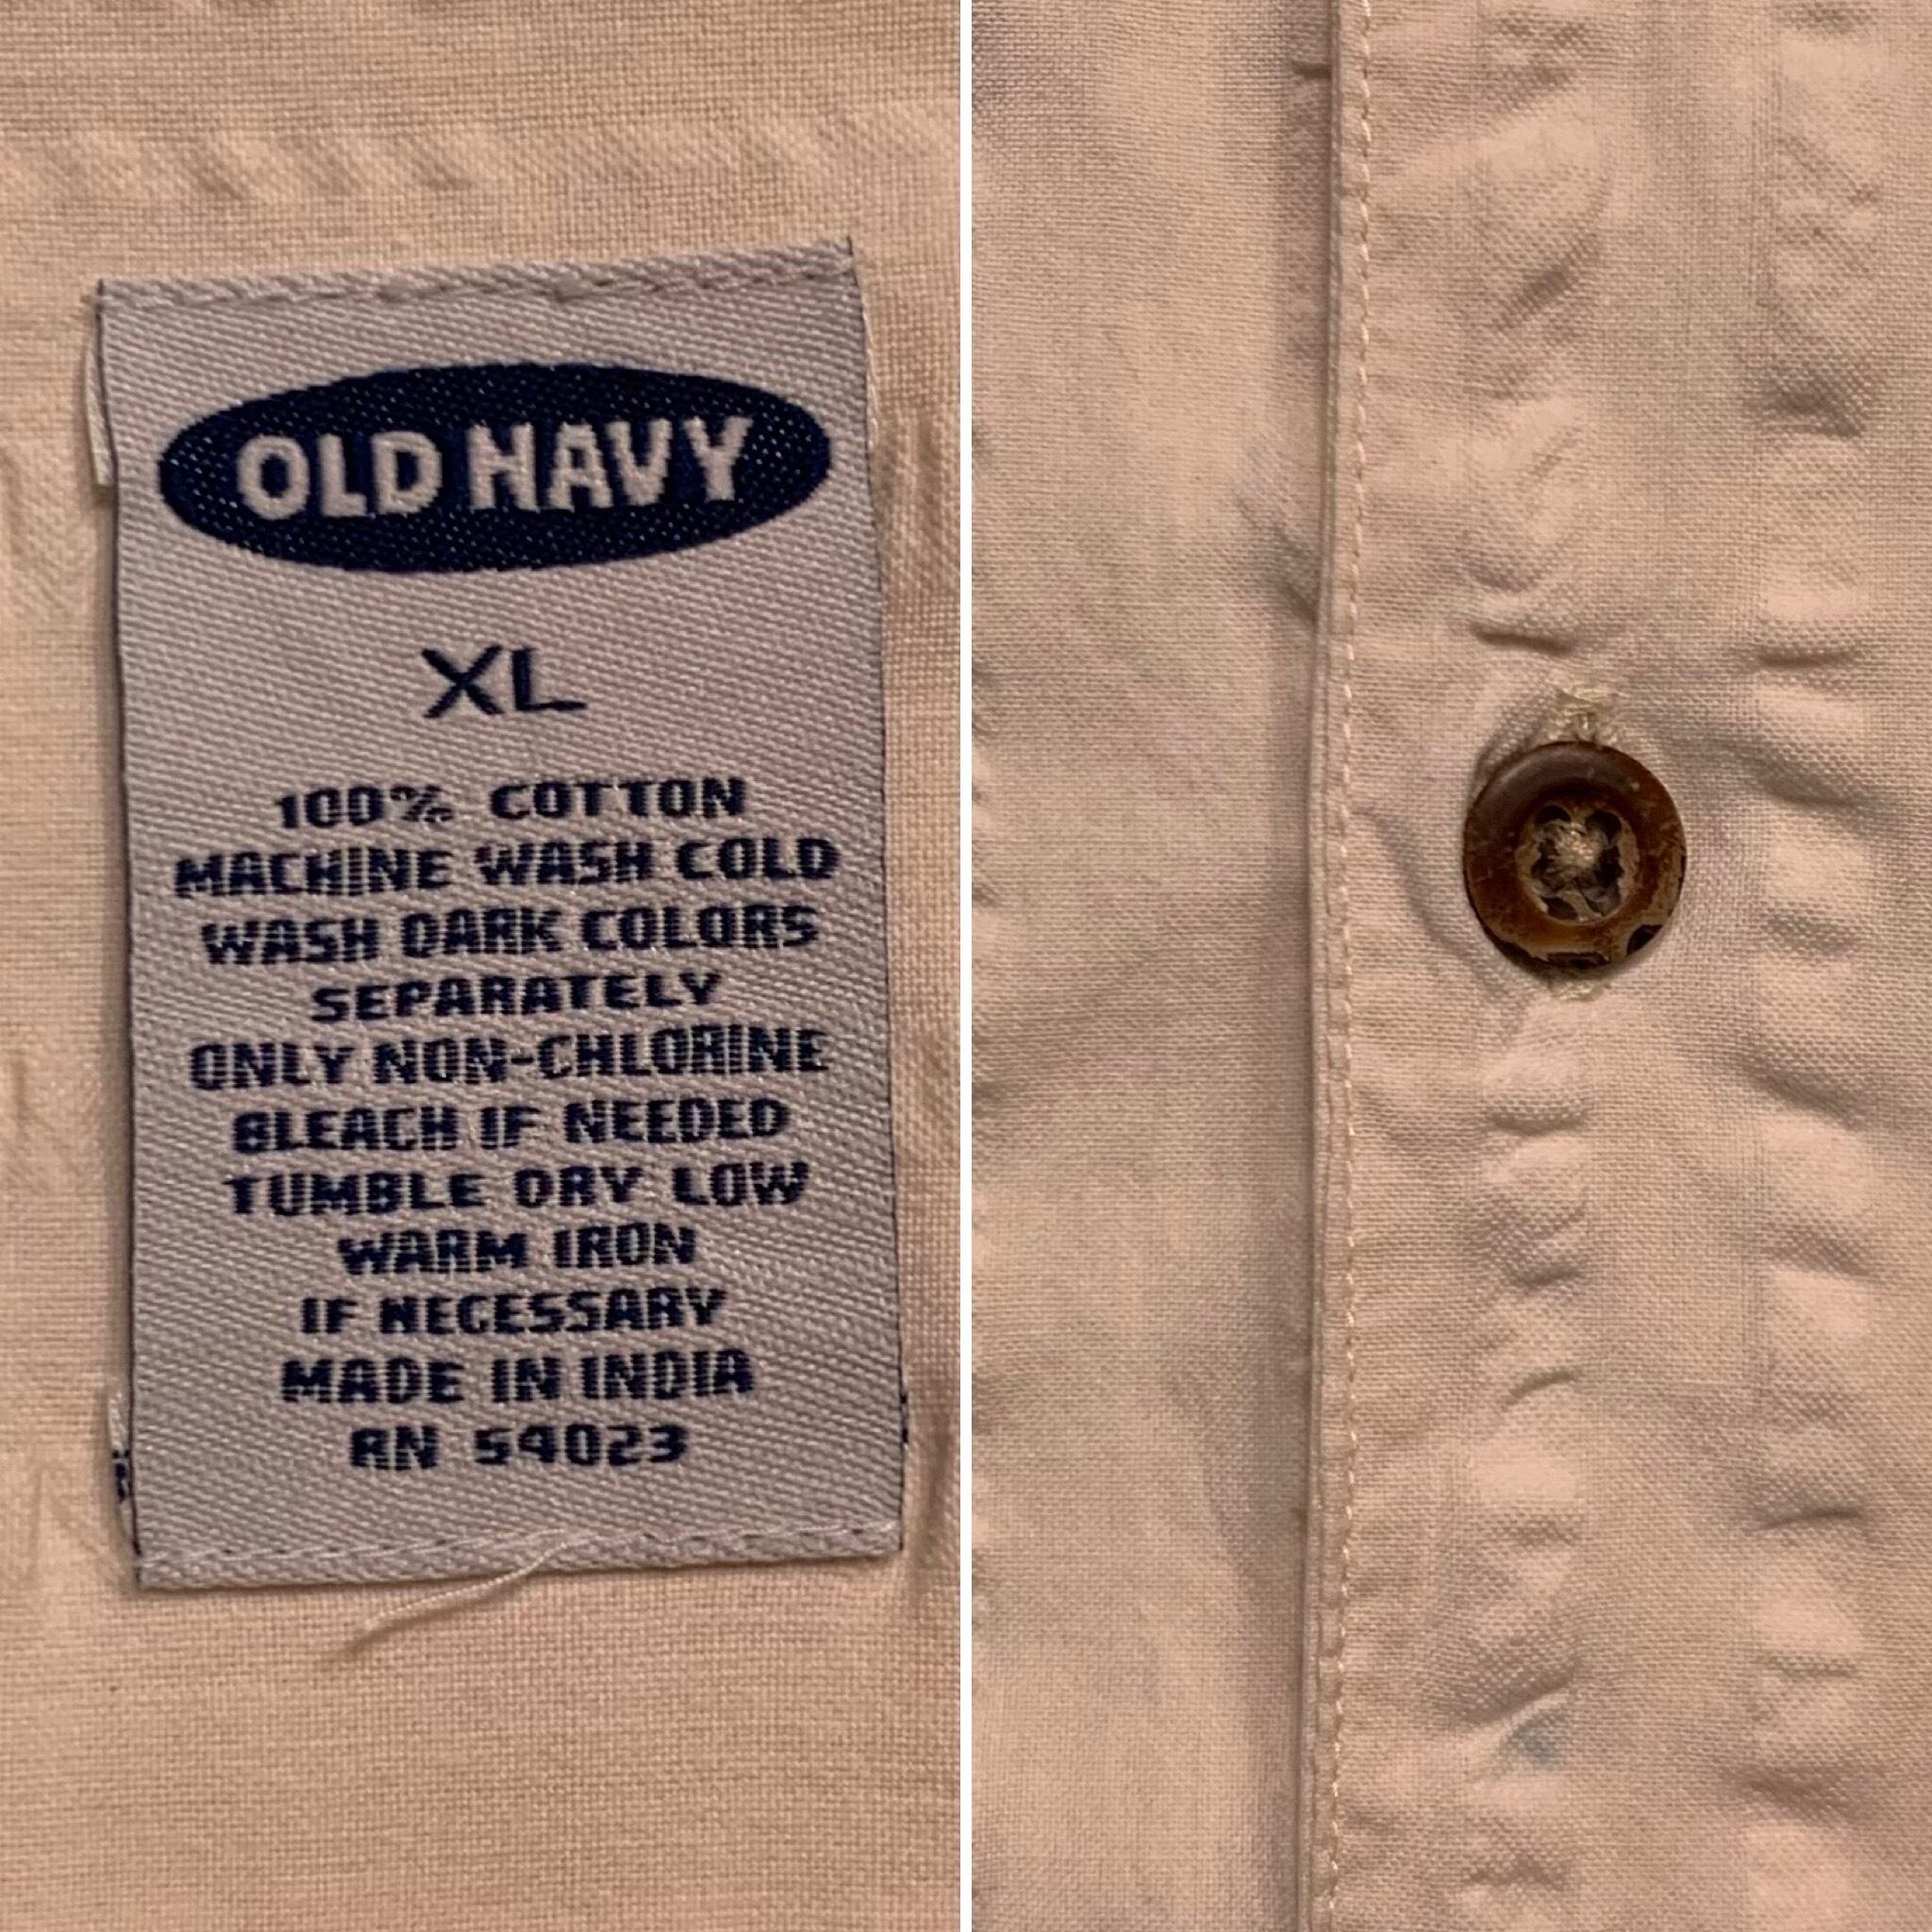 OLD NAVY
XL
100% COTTON
MACHINE WASH COLD
WASH DARK COLORS
SEPARATELY
ONLY NON-CHLORINE
BLEACH IF NEEDED
TUMBLE DRY LOW
WARM IRON
IF NECESSARY
MADE IN INDIA
RN 54023